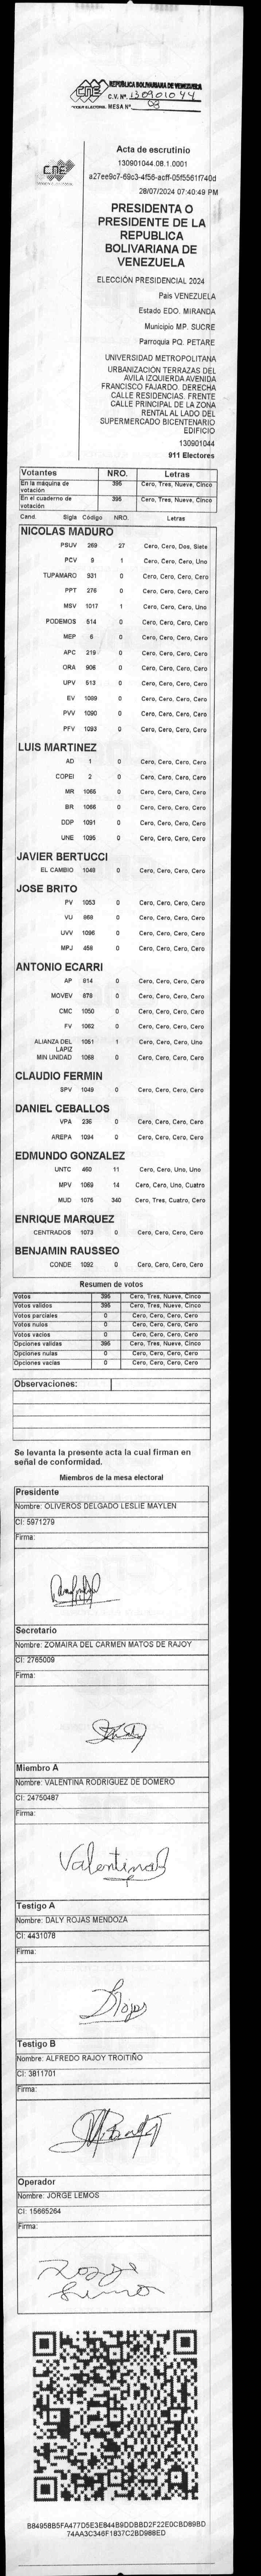 CNE
PODER ELECTORAL
REPÚBLICA BOLIVARIANA DE VENEZUELA
C.V. Nº 130901044
MESA Nº 03
CNE
PODER ELECTORAL
Acta de escrutinio
130901044.08.1.0001
a27ee9c7-69c3-4f56-acff-05f5561f740d
28/07/2024 07:40:49 PM
PRESIDENTA O
PRESIDENTE DE LA
REPUBLICA
BOLIVARIANA DE
VENEZUELA
ELECCIÓN PRESIDENCIAL 2024
Pais VENEZUELA
Estado EDO. MIRANDA
Municipio MP. SUCRE
Parroquia PQ. PETARE
UNIVERSIDAD METROPOLITANA
URBANIZACIÓN TERRAZAS DEL
AVILA IZQUIERDA AVENIDA
FRANCISCO FAJARDO. DERECHA
CALLE RESIDENCIAS. FRENTE
CALLE PRINCIPAL DE LA ZONA
RENTAL AL LADO DEL
SUPERMERCADO BICENTENARIO
EDIFICIO
130901044
911 Electores
Votantes NRO. Letras
En la máquina de votación 395 Cero, Tres, Nueve, Cinco
En el cuaderno de votación 395 Cero, Tres, Nueve, Cinco
Cand. Sigla Código NRO. Letras
NICOLAS MADURO
PSUV 269 27 Cero, Cero, Dos, Siete
PCV 9 1 Cero, Cero, Cero, Uno
TUPAMARO 931 0 Cero, Cero, Cero, Cero
PPT 276 0 Cero, Cero, Cero, Cero
MSV 1017 1 Cero, Cero, Cero, Uno
PODEMOS 514 0 Cero, Cero, Cero, Cero
MEP 6 0 Cero, Cero, Cero, Cero
APC 219 0 Cero, Cero, Cero, Cero
ORA 906 0 Cero, Cero, Cero, Cero
UPV 513 0 Cero, Cero, Cero, Cero
EV 1099 0 Cero, Cero, Cero, Cero
PVV 1090 0 Cero, Cero, Cero, Cero
PFV 1093 0 Cero, Cero, Cero, Cero
LUIS MARTINEZ
AD 1 0 Cero, Cero, Cero, Cero
COPEI 2 0 Cero, Cero, Cero, Cero
MR 1065 0 Cero, Cero, Cero, Cero
BR 1066 0 Cero, Cero, Cero, Cero
DDP 1091 0 Cero, Cero, Cero, Cero
UNE 1095 0 Cero, Cero, Cero, Cero
JAVIER BERTUCCI
EL CAMBIO 1048 0 Cero, Cero, Cero, Cero
JOSE BRITO
PV 1053 0 Cero, Cero, Cero, Cero
VU 868 0 Cero, Cero, Cero, Cero
UVV 1096 0 Cero, Cero, Cero, Cero
MPJ 458 0 Cero, Cero, Cero, Cero
ANTONIO ECARRI
AP 814 0 Cero, Cero, Cero, Cero
MOVEV 878 0 Cero, Cero, Cero, Cero
CMC 1050 0 Cero, Cero, Cero, Cero
FV 1062 0 Cero, Cero, Cero, Cero
ALIANZA DEL LAPIZ 1051 1 Cero, Cero, Cero, Uno
MIN UNIDAD 1068 0 Cero, Cero, Cero, Cero
CLAUDIO FERMIN
SPV 1049 0 Cero, Cero, Cero, Cero
DANIEL CEBALLOS
VPA 236 0 Cero, Cero, Cero, Cero
AREPA 1094 0 Cero, Cero, Cero, Cero
EDMUNDO GONZALEZ
UNTC 460 11 Cero, Cero, Uno, Uno
MPV 1069 14 Cero, Cero, Uno, Cuatro
MUD 1075 340 Cero, Tres, Cuatro, Cero
ENRIQUE MARQUEZ
CENTRADOS 1073 0 Cero, Cero, Cero, Cero
BENJAMIN RAUSSEO
CONDE 1092 0 Cero, Cero, Cero, Cero
Resumen de votos
Votos 395 Cero, Tres, Nueve, Cinco
Votos validos 395 Cero, Tres, Nueve, Cinco
Votos parciales 0 Cero, Cero, Cero, Cero
Votos nulos 0 Cero, Cero, Cero, Cero
Votos vacios 0 Cero, Cero, Cero, Cero
Opciones validas 395 Cero, Tres, Nueve, Cinco
Opciones nulas 0 Cero, Cero, Cero, Cero
Opciones vacias 0 Cero, Cero, Cero, Cero
Observaciones:
Se levanta la presente acta la cual firman en
señal de conformidad.
Miembros de la mesa electoral
Presidente
Nombre: OLIVEROS DELGADO LESLIE MAYLEN
CI: 5971279
Firma:
Secretario
Nombre: ZOMAIRA DEL CARMEN MATOS DE RAJOY
CI: 2765009
Firma:
Miembro A
Nombre: VALENTINA RODRIGUEZ DE DOMERO
CI: 24750487
Firma:
Testigo A
Nombre: DALY ROJAS MENDOZA
CI: 4431078
Firma:
DRojas
Testigo B
Nombre: ALFREDO RAJOY TROITIÑO
CI: 3811701
Firma:
Operador
Nombre: JORGE LEMOS
CI: 15665264
Firma:
B84958B5FA477D5E3E844B9DDBBD2F22E0CBD89BD
74AA3C346F1837C2BD988ED